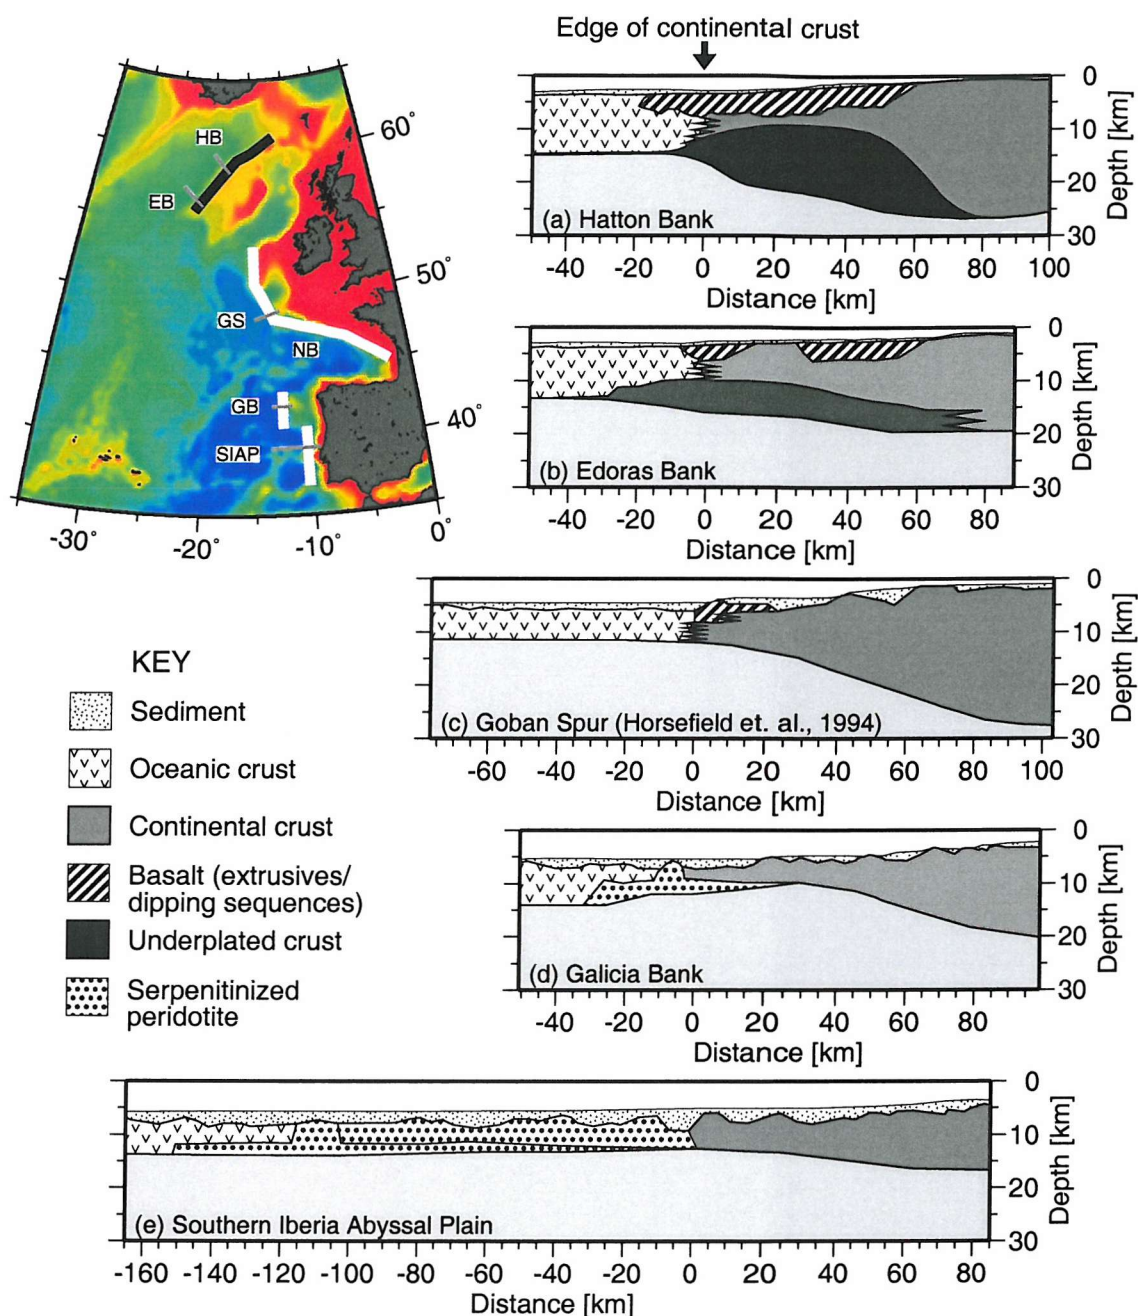 Edge of continental crust
HB
EB
GS
NB
GB
SIAP
60°
50°
40°
0°
-10°
-20°
-30°
0
10
20
30
Depth [km]
(a) Hatton Bank
-40 -20 0 20 40 60 80 100
Distance [km]
0
10
20
30
Depth [km]
(b) Edoras Bank
-40 -20 0 20 40 60 80
Distance [km]
0
10
20
30
Depth [km]
(c) Goban Spur (Horsefield et. al., 1994)
-60 -40 -20 0 20 40 60 80 100
Distance [km]
KEY
Sediment
Oceanic crust
Continental crust
Basalt (extrusives/
dipping sequences)
Underplated crust
Serpenitinized
peridotite
0
10
20
30
Depth [km]
(d) Galicia Bank
-40 -20 0 20 40 60 80
Distance [km]
0
10
20
30
Depth [km]
(e) Southern Iberia Abyssal Plain
-160 -140 -120 -100 -80 -60 -40 -20 0 20 40 60 80
Distance [km]